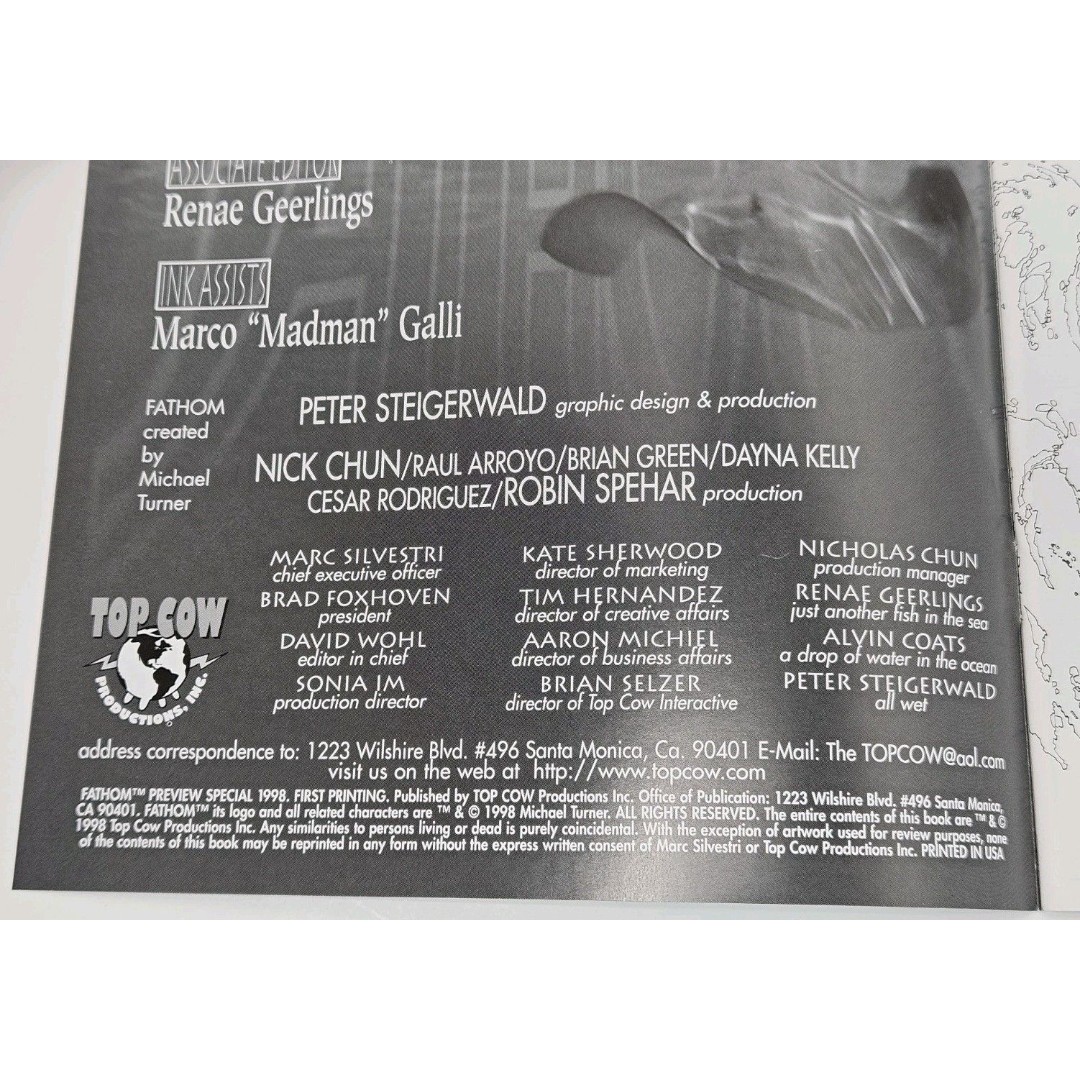 ASSOCIATE EDITOR
Renae Geerlings
INK ASSISTS
Marco “Madman” Galli
FATHOM
created
by
Michael
Turner
PETER STEIGERWALD graphic design & production
NICK CHUN/RAUL ARROYO/BRIAN GREEN/DAYNA KELLY
CESAR RODRIGUEZ/ROBIN SPEHAR production
MARC SILVESTRI
chief executive officer
BRAD FOXHOVEN
president
DAVID WOHL
editor in chief
SONIA IM
production director
KATE SHERWOOD
director of marketing
TIM HERNANDEZ
director of creative affairs
AARON MICHIEL
director of business affairs
BRIAN SELZER
director of Top Cow Interactive
NICHOLAS CHUN
production manager
RENAE GEERLINGS
just another fish in the sea
ALVIN COATS
a drop of water in the ocean
PETER STEIGERWALD
all wet
TOP COW
PRODUCTIONS, INC.
address correspondence to: 1223 Wilshire Blvd. #496 Santa Monica, Ca. 90401 E-Mail: The TOPCOW@aol.com
visit us on the web at http://www.topcow.com
FATHOM™ PREVIEW SPECIAL 1998. FIRST PRINTING. Published by TOP COW Productions Inc. Office of Publication: 1223 Wilshire Blvd. #496 Santa Monica,
CA 90401. FATHOM™ its logo and all related characters are ™ & © 1998 Michael Turner. ALL RIGHTS RESERVED. The entire contents of this book are ™ & ©
1998 Top Cow Productions Inc. Any similarities to persons living or dead is purely coincidental. With the exception of artwork used for review purposes, none
of the contents of this book may be reprinted in any form without the express written consent of Marc Silvestri or Top Cow Productions Inc. PRINTED IN USA